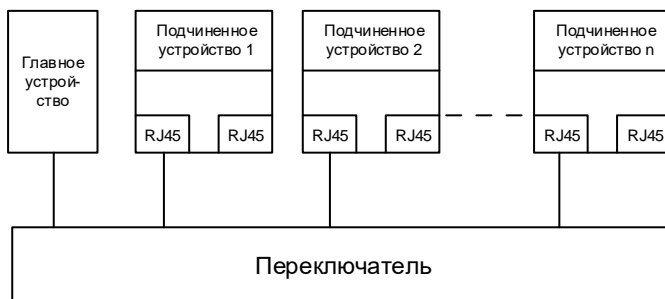 Главное
устрой-
ство
Подчиненное
устройство 1
RJ45
RJ45
Подчиненное
устройство 2
RJ45
RJ45
Подчиненное
устройство n
RJ45
RJ45
Переключатель